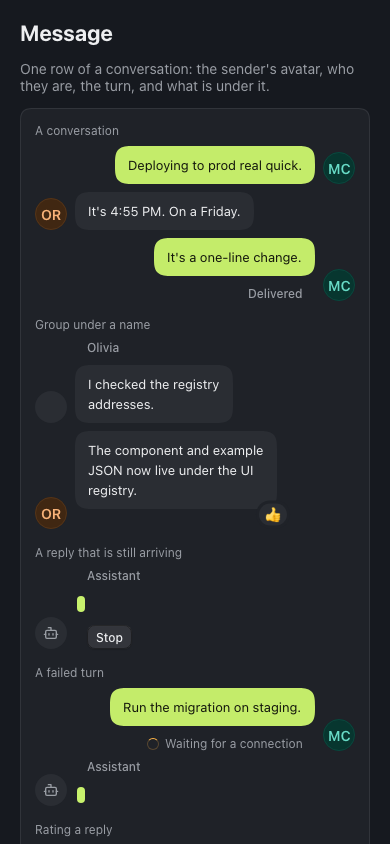 Message
One row of a conversation: the sender's avatar, who
they are, the turn, and what is under it.
A conversation
Deploying to prod real quick.
MC
OR
It's 4:55 PM. On a Friday.
It's a one-line change.
MC
Delivered
Group under a name
Olivia
I checked the registry
addresses.
The component and example
JSON now live under the UI
registry.
OR
👍
A reply that is still arriving
Assistant
Stop
A failed turn
Run the migration on staging.
MC
Waiting for a connection
Assistant
Rating a reply